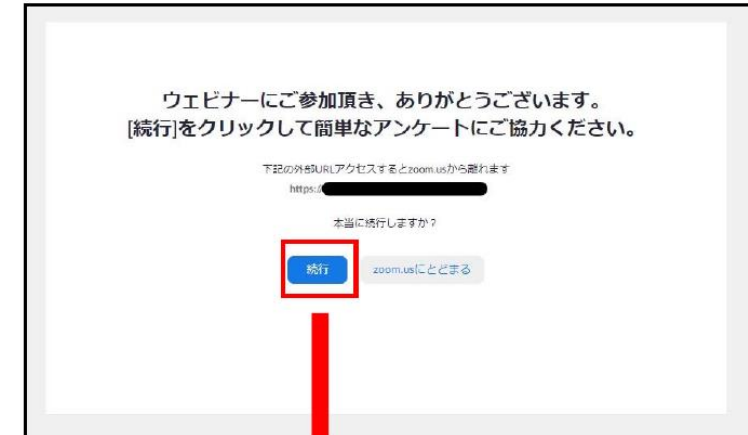 ウェビナーにご参加頂き、ありがとうございます。
[続行]をクリックして簡単なアンケートにご協力ください。
下記の外部URLアクセスするとzoom.usから離れます
https:/
本当に続行しますか？
続行 zoom.usにとどまる